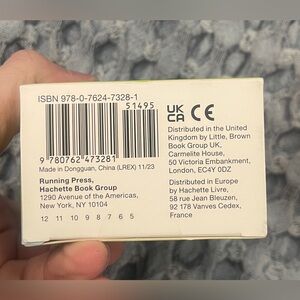 ISBN 978-0-7624-7328-1
51495
9 780762 473281
Made in Dongguan, China (LREX) 11/23
Running Press,
Hachette Book Group
1290 Avenue of the Americas,
New York, NY 10104
12 11 10 9 8 7 6 5
UK
CA CE
Distributed in the United
Kingdom by Little, Brown
Book Group UK,
Carmelite House,
50 Victoria Embankment,
London, EC4Y 0DZ
Distributed in Europe
by Hachette Livre,
58 rue Jean Bleuzen,
92 178 Vanves Cedex,
France